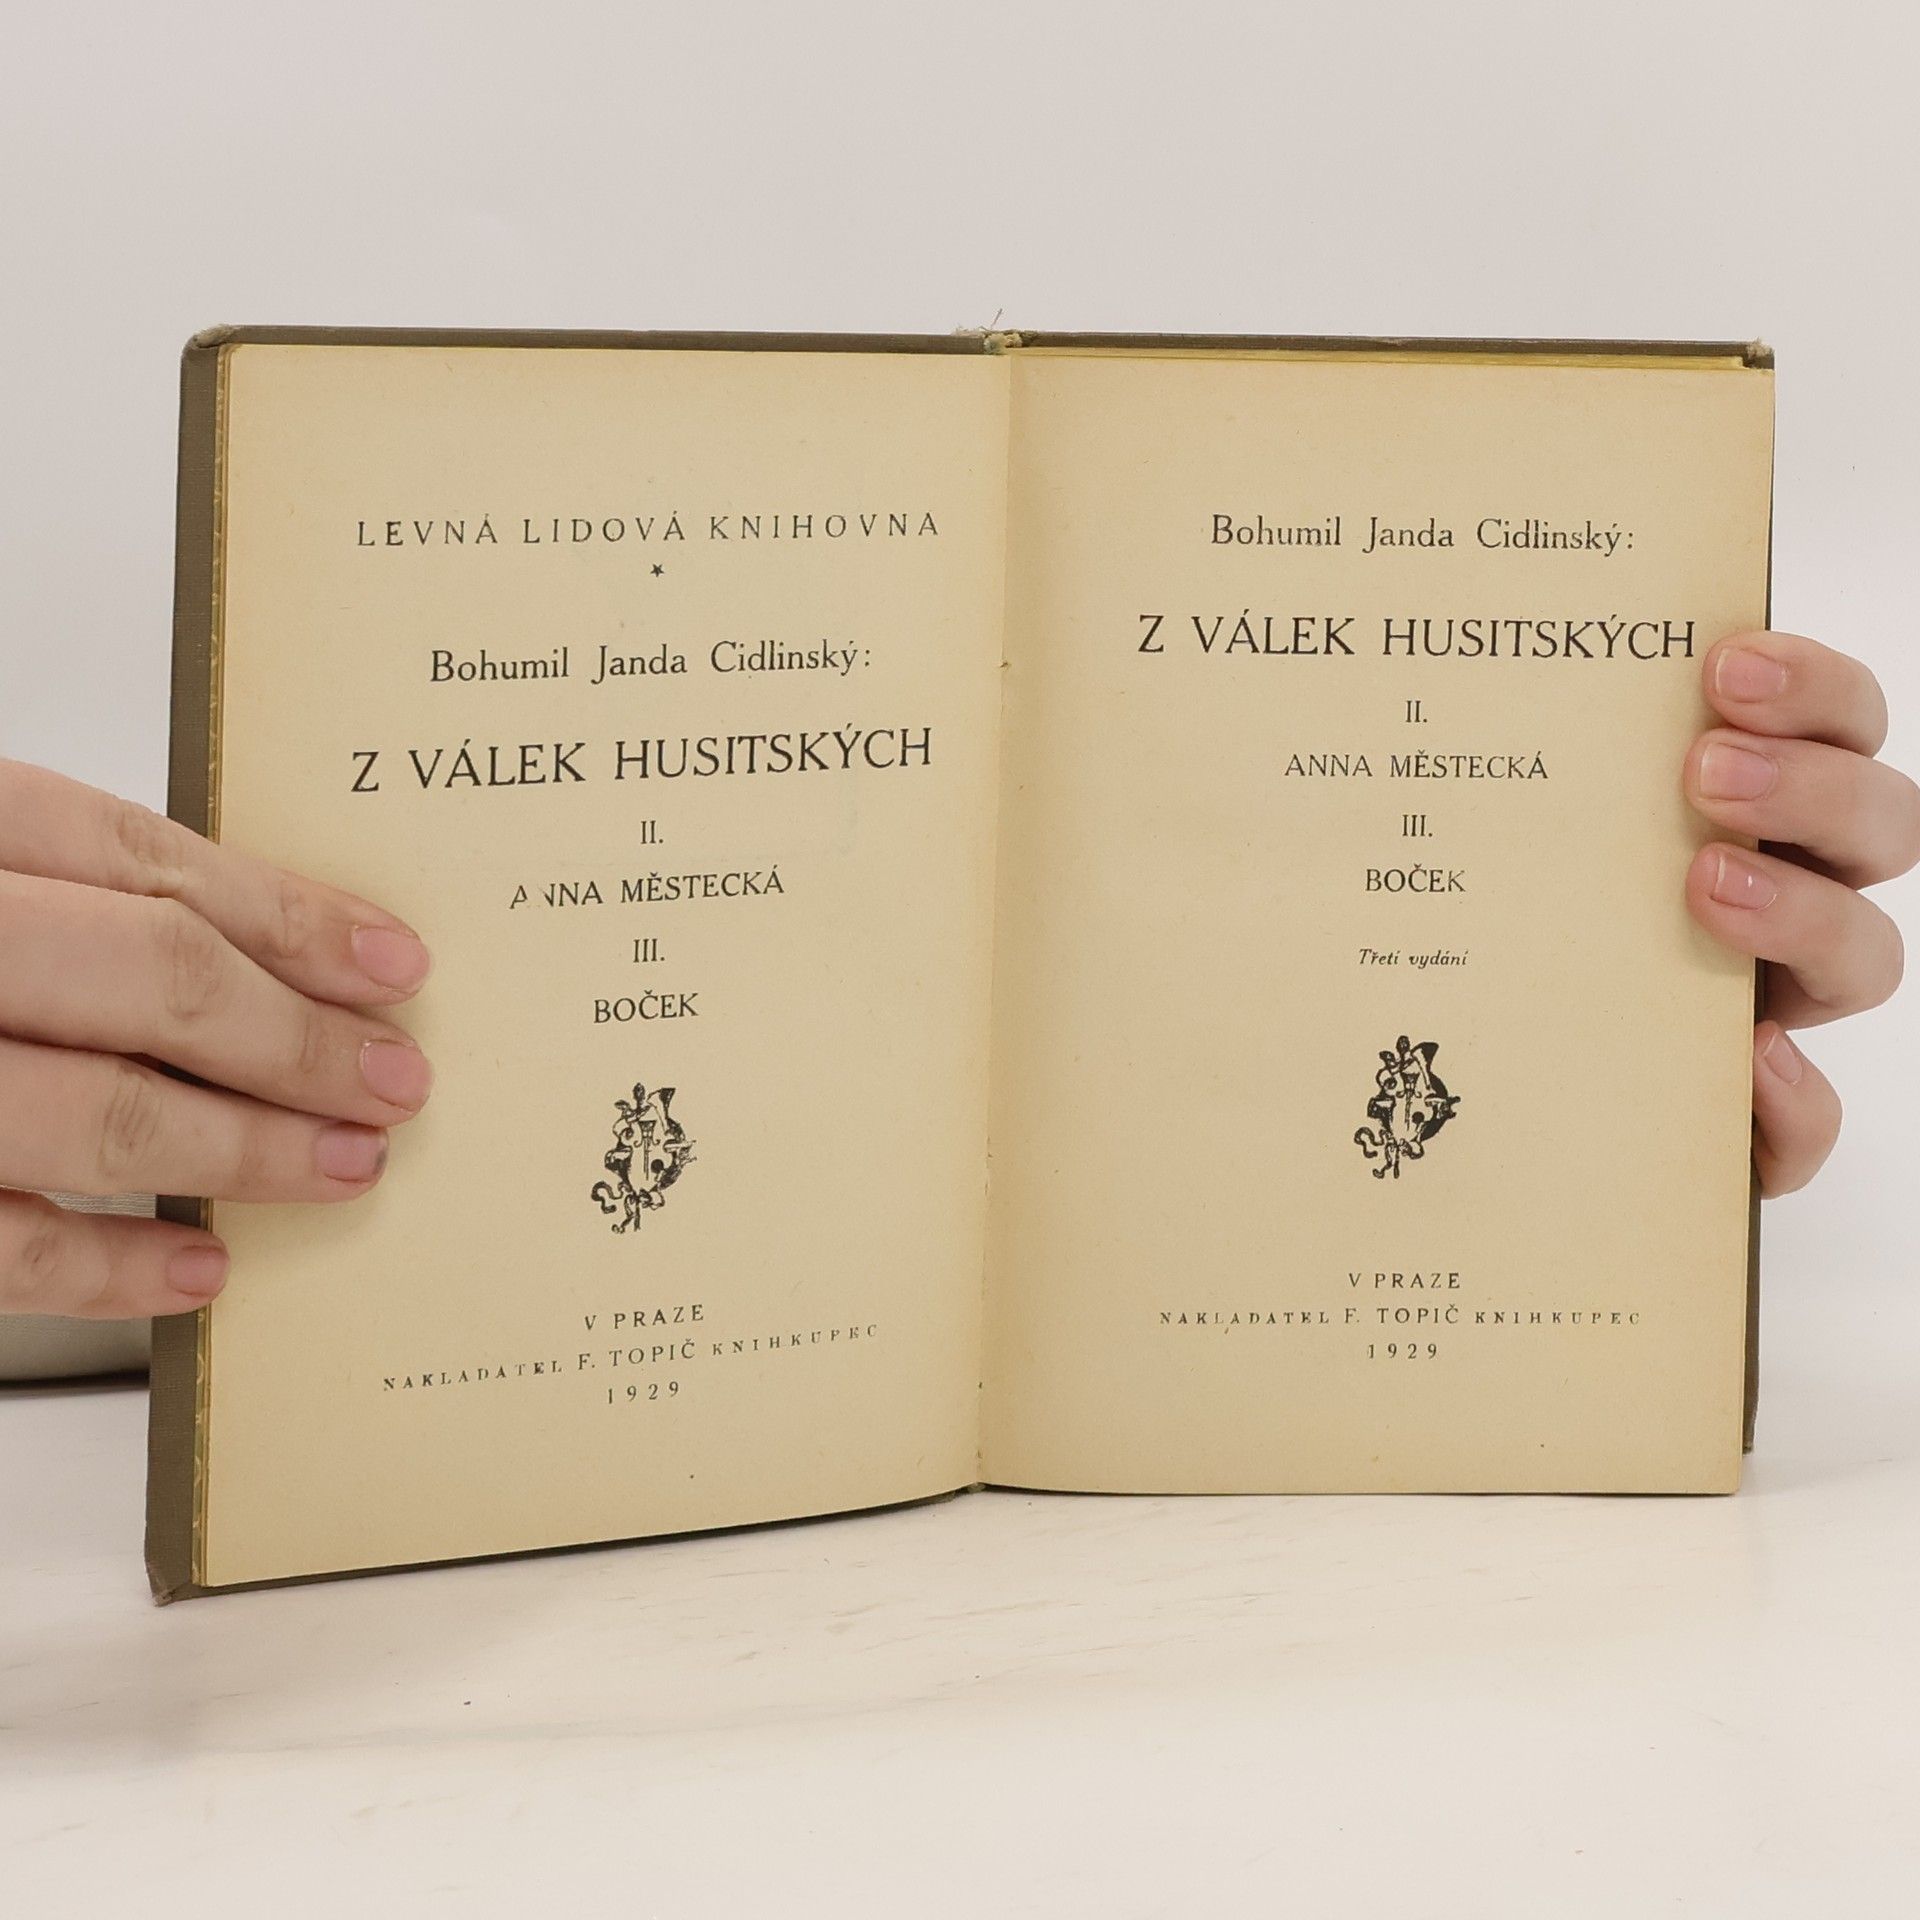 LEVNÁ LIDOVÁ KNIHOVNA
★
Bohumil Janda Cidlinský:
Z VÁLEK HUSITSKÝCH
II.
ANNA MĚSTECKÁ
III.
BOČEK
V PRAZE
NAKLADATEL F. TOPIČ KNIHKUPEC
1929
Bohumil Janda Cidlinský:
Z VÁLEK HUSITSKÝCH
II.
ANNA MĚSTECKÁ
III.
BOČEK
Třetí vydání
V PRAZE
NAKLADATEL F. TOPIČ KNIHKUPEC
1929